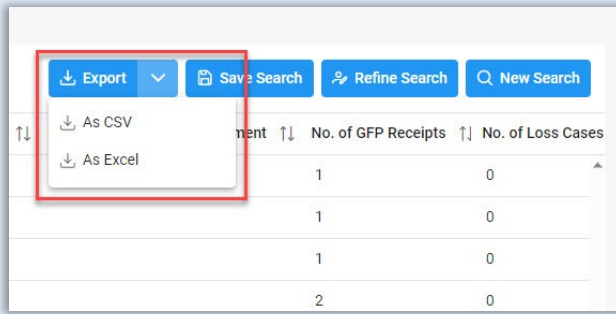 Export Save Search Refine Search New Search
As CSV
As Excel
ment No. of GFP Receipts No. of Loss Cases
1 0
1 0
1 0
2 0